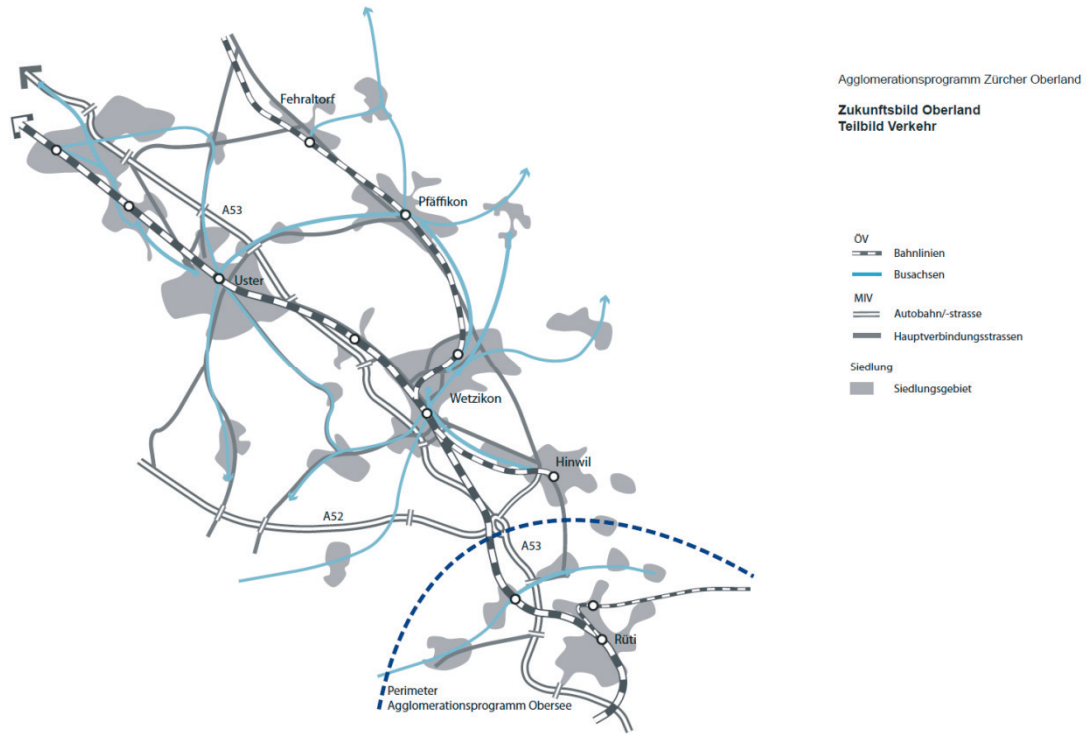 Agglomerationsprogramm Zürcher Oberland
Zukunftsbild Oberland
Teilbild Verkehr
Fehraltorf
Pfäffikon
A53
Uster
Wetzikon
Hinwil
A52
A53
Rüti
Perimeter
Agglomerationsprogramm Obersee
ÖV
Bahnlinien
Busachsen
MIV
Autobahn/-strasse
Hauptverbindungsstrassen
Siedlung
Siedlungsgebiet